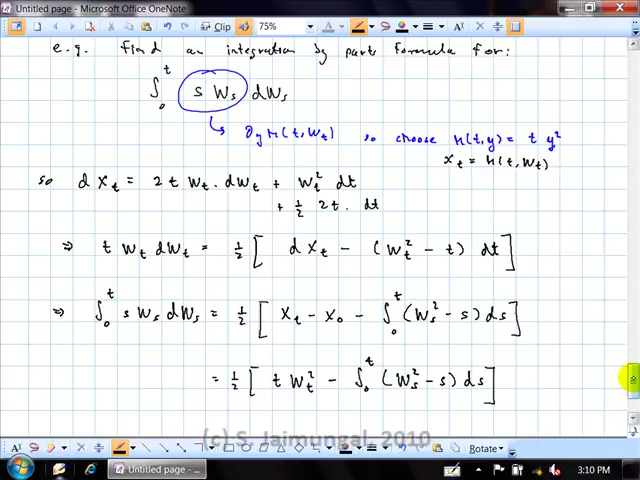 Untitled page - Microsoft Office OneNote
75%
e.g. Find an integration by parts formula for:
∫₀ᵗ s Wₛ dWₛ
∂y H(t, Wt) so choose H(t,y) = t y²
Xt = H(t, Wt)
so d Xt = 2 t Wt . dWt + Wt² dt
+ ½ 2t . dt
⇒ t Wt dWt = ½ [ d Xt − (Wt² − t) dt ]
⇒ ∫₀ᵗ s Wₛ dWₛ = ½ [ Xt − X₀ − ∫₀ᵗ (Wₛ² − s) ds ]
= ½ [ t Wt² − ∫₀ᵗ (Wₛ² − s) ds ]
(c) S. Jaimungal, 2010
Rotate
Untitled page - ...
3:10 PM